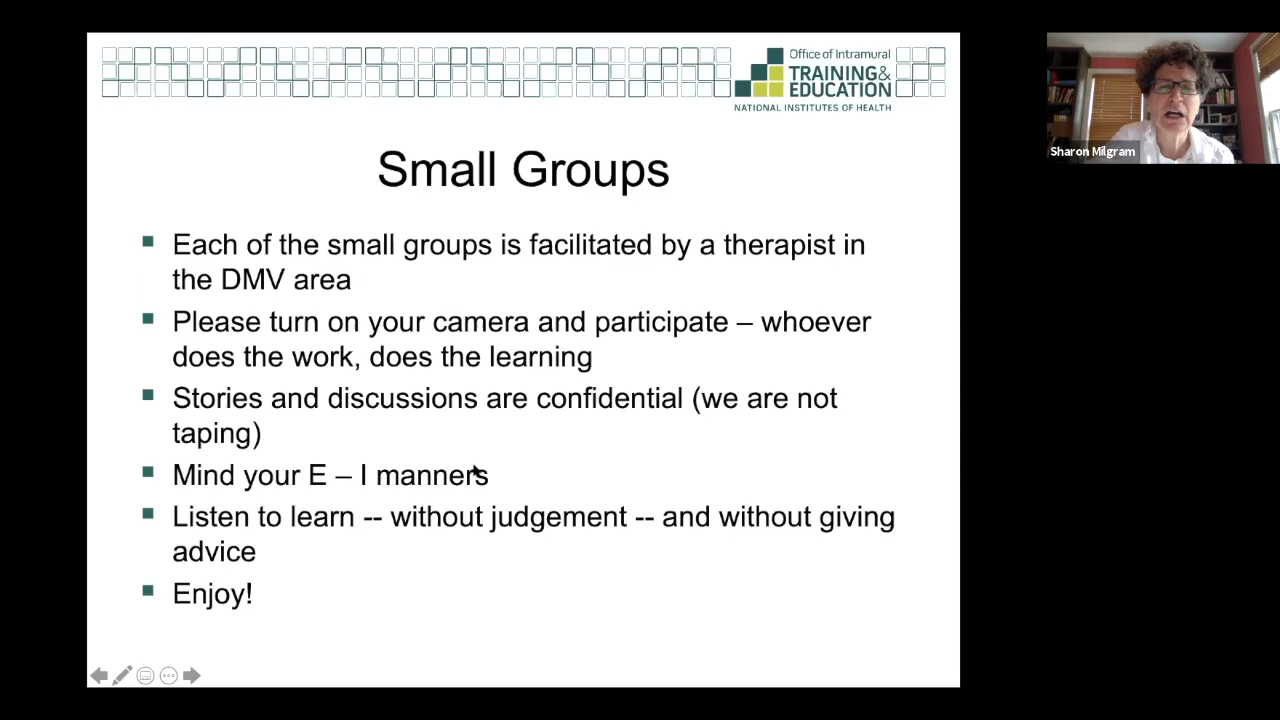 Office of Intramural
TRAINING&
EDUCATION
NATIONAL INSTITUTES OF HEALTH
Sharon Milgram
Small Groups
Each of the small groups is facilitated by a therapist in
the DMV area
Please turn on your camera and participate – whoever
does the work, does the learning
Stories and discussions are confidential (we are not
taping)
Mind your E – I manners
Listen to learn -- without judgement -- and without giving
advice
Enjoy!